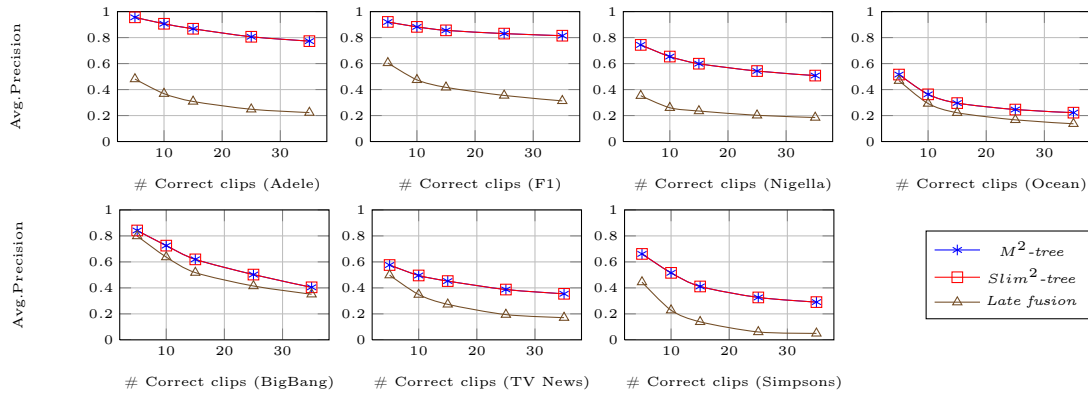 1
0.8
0.6
0.4
0.2
0
Avg.Precision
10 20 30
# Correct clips (Adele)
1
0.8
0.6
0.4
0.2
0
10 20 30
# Correct clips (F1)
1
0.8
0.6
0.4
0.2
0
10 20 30
# Correct clips (Nigella)
1
0.8
0.6
0.4
0.2
0
10 20 30
# Correct clips (Ocean)
1
0.8
0.6
0.4
0.2
0
Avg.Precision
10 20 30
# Correct clips (BigBang)
1
0.8
0.6
0.4
0.2
0
10 20 30
# Correct clips (TV News)
1
0.8
0.6
0.4
0.2
0
10 20 30
# Correct clips (Simpsons)
M²-tree
Slim²-tree
Late fusion